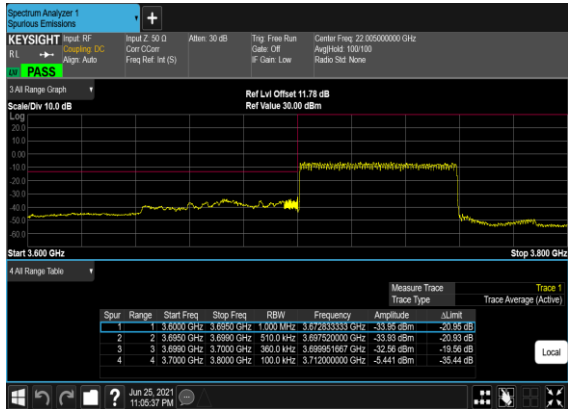 Spectrum Analyzer 1
Spurious Emissions
+
KEYSIGHT Input: RF Input Z: 50 Ω Atten: 30 dB Trig: Free Run Center Freq: 22.005000000 GHz
R L Coupling: DC Corr CCorr Gate: Off Avg|Hold: 100/100
Align: Auto Freq Ref: Int (S) IF Gain: Low Radio Std: None
LXI PASS
3 All Range Graph
Ref Lvl Offset 11.78 dB
Scale/Div 10.0 dB Ref Value 30.00 dBm
Log
20.0
10.0
0.00
-10.0
-20.0
-30.0
-40.0
-50.0
-60.0
Start 3.600 GHz Stop 3.800 GHz
4 All Range Table
Measure Trace Trace 1
Trace Type Trace Average (Active)
Spur Range Start Freq Stop Freq RBW Frequency Amplitude ΔLimit
1 1 3.6000 GHz 3.6950 GHz 1.000 MHz 3.672833333 GHz -33.95 dBm -20.95 dB
2 2 3.6950 GHz 3.6990 GHz 510.0 kHz 3.697520000 GHz -33.93 dBm -20.93 dB
3 3 3.6990 GHz 3.7000 GHz 360.0 kHz 3.699951667 GHz -32.56 dBm -19.56 dB
4 4 3.7000 GHz 3.8000 GHz 100.0 kHz 3.712000000 GHz -5.441 dBm -35.44 dB
Local
? Jun 25, 2021
11:05:37 PM